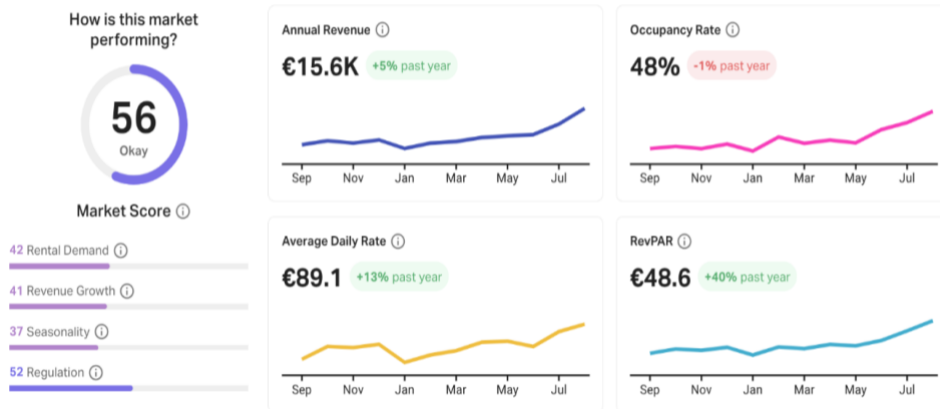 How is this market
performing?
56
Okay
Market Score
42 Rental Demand
41 Revenue Growth
37 Seasonality
52 Regulation
Annual Revenue
€15.6K +5% past year
Sep Nov Jan Mar May Jul
Occupancy Rate
48% -1% past year
Sep Nov Jan Mar May Jul
Average Daily Rate
€89.1 +13% past year
Sep Nov Jan Mar May Jul
RevPAR
€48.6 +40% past year
Sep Nov Jan Mar May Jul